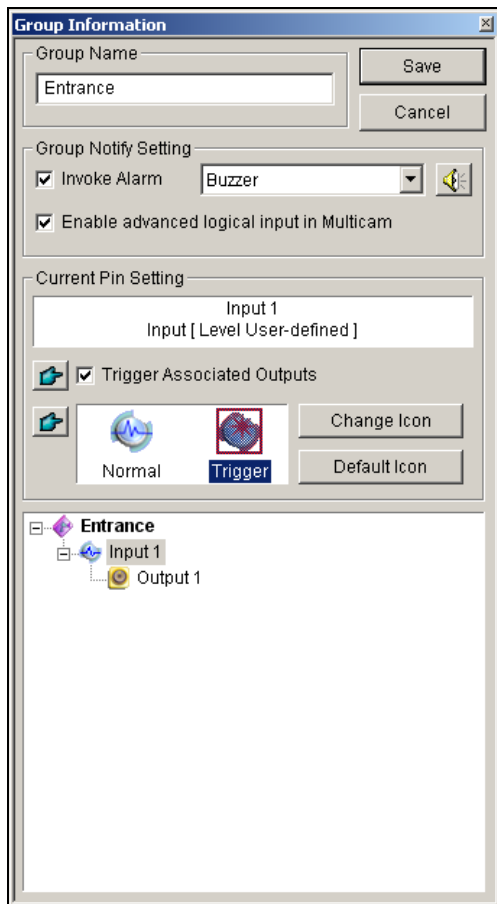 Group Information
Group Name
Save
Entrance
Cancel
Group Notify Setting
Invoke Alarm
Buzzer
Enable advanced logical input in Multicam
Current Pin Setting
Input 1
Input [ Level User-defined ]
Trigger Associated Outputs
Change Icon
Normal
Trigger
Default Icon
Entrance
Input 1
Output 1